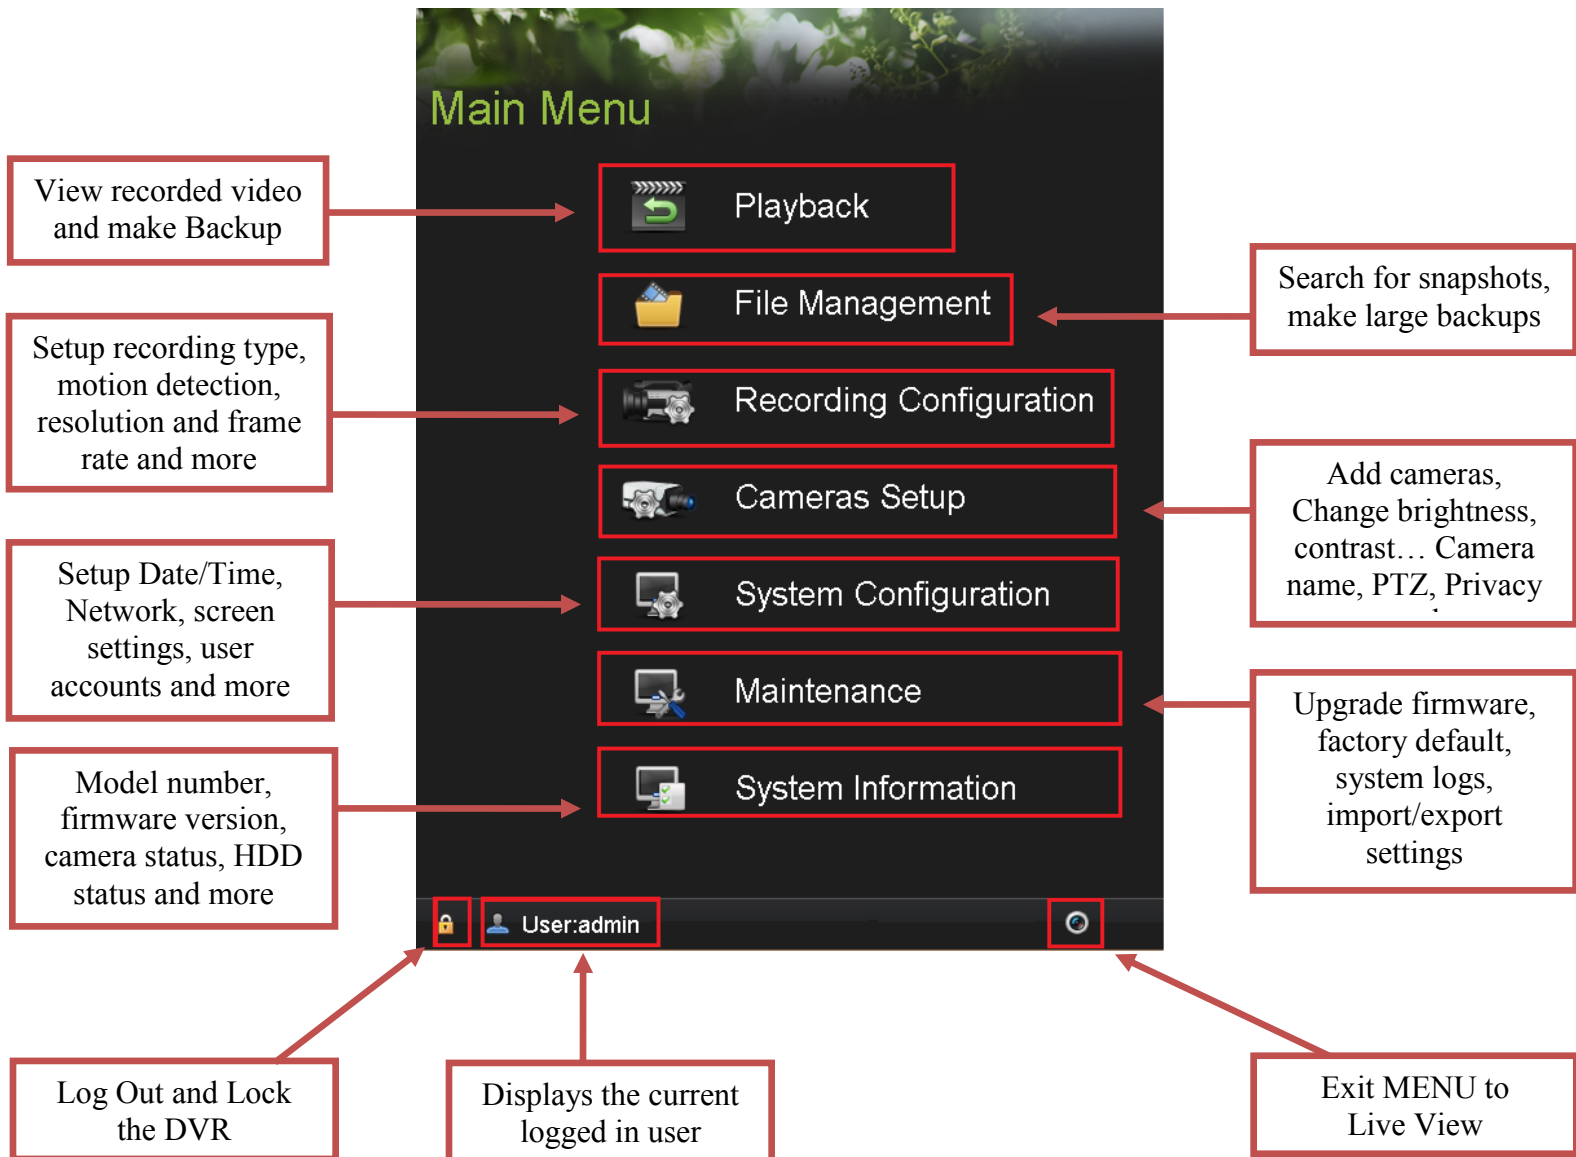 Main Menu
View recorded video
and make Backup
Playback
File Management
Search for snapshots,
make large backups
Setup recording type,
motion detection,
resolution and frame
rate and more
Recording Configuration
Cameras Setup
Add cameras,
Change brightness,
contrast… Camera
name, PTZ, Privacy
Setup Date/Time,
Network, screen
settings, user
accounts and more
System Configuration
Maintenance
Upgrade firmware,
factory default,
system logs,
import/export
settings
Model number,
firmware version,
camera status, HDD
status and more
System Information
User:admin
Log Out and Lock
the DVR
Displays the current
logged in user
Exit MENU to
Live View